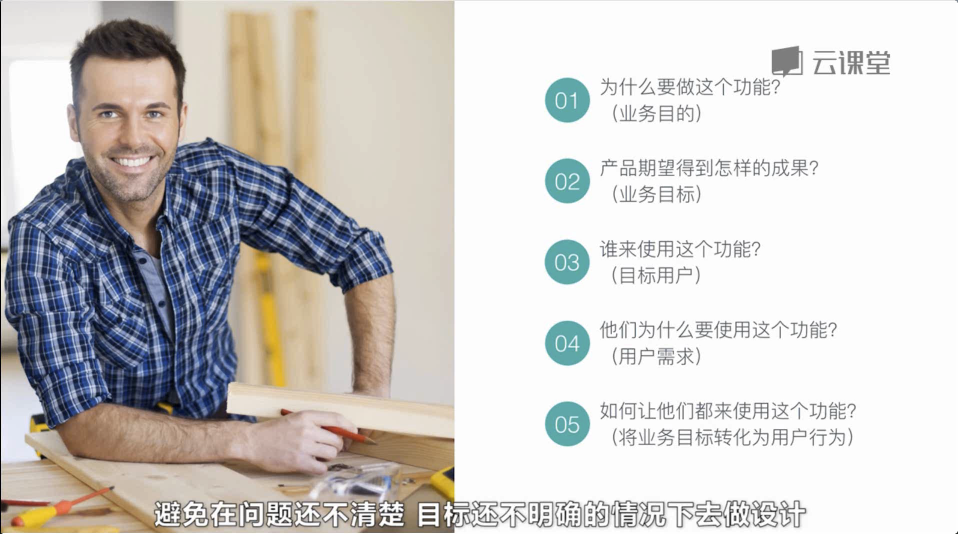 云课堂
01
为什么要做这个功能?
（业务目的）
02
产品期望得到怎样的成果?
（业务目标）
03
谁来使用这个功能?
（目标用户）
04
他们为什么要使用这个功能?
（用户需求）
05
如何让他们都来使用这个功能?
（将业务目标转化为用户行为）
避免在问题还不清楚 目标还不明确的情况下去做设计